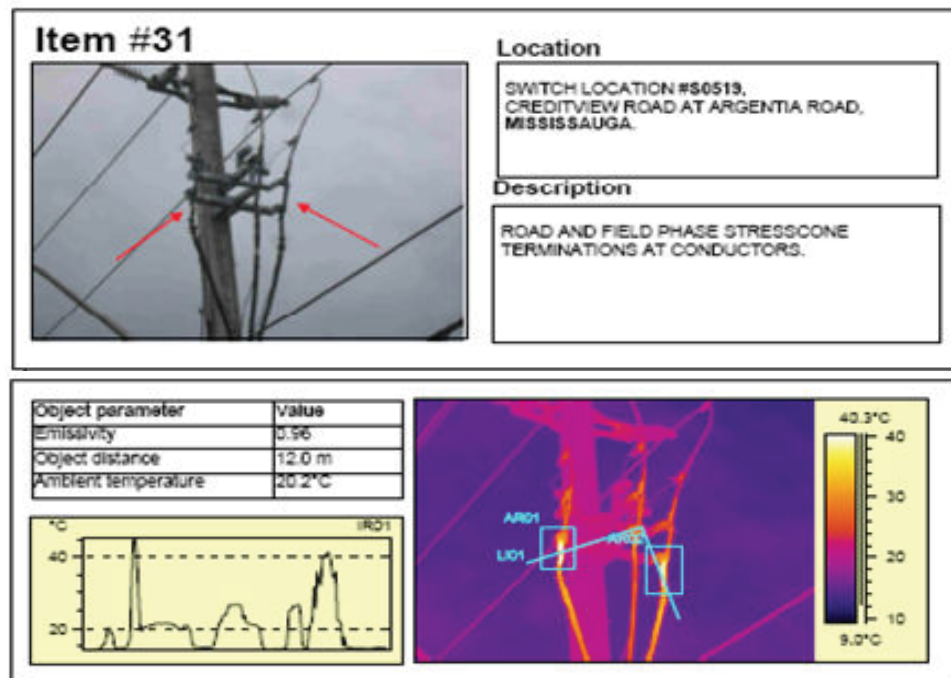 Item #31
Location
SWITCH LOCATION #S0519,
CREDITVIEW ROAD AT ARGENTIA ROAD,
MISSISSAUGA.
Description
ROAD AND FIELD PHASE STRESSCONE
TERMINATIONS AT CONDUCTORS.
Object parameter Value
Emissivity 0.96
Object distance 12.0 m
Ambient temperature 20.2°C
°C IR01
40
20
AR01
LI01
AR02
40.3°C
40
30
20
10
9.0°C